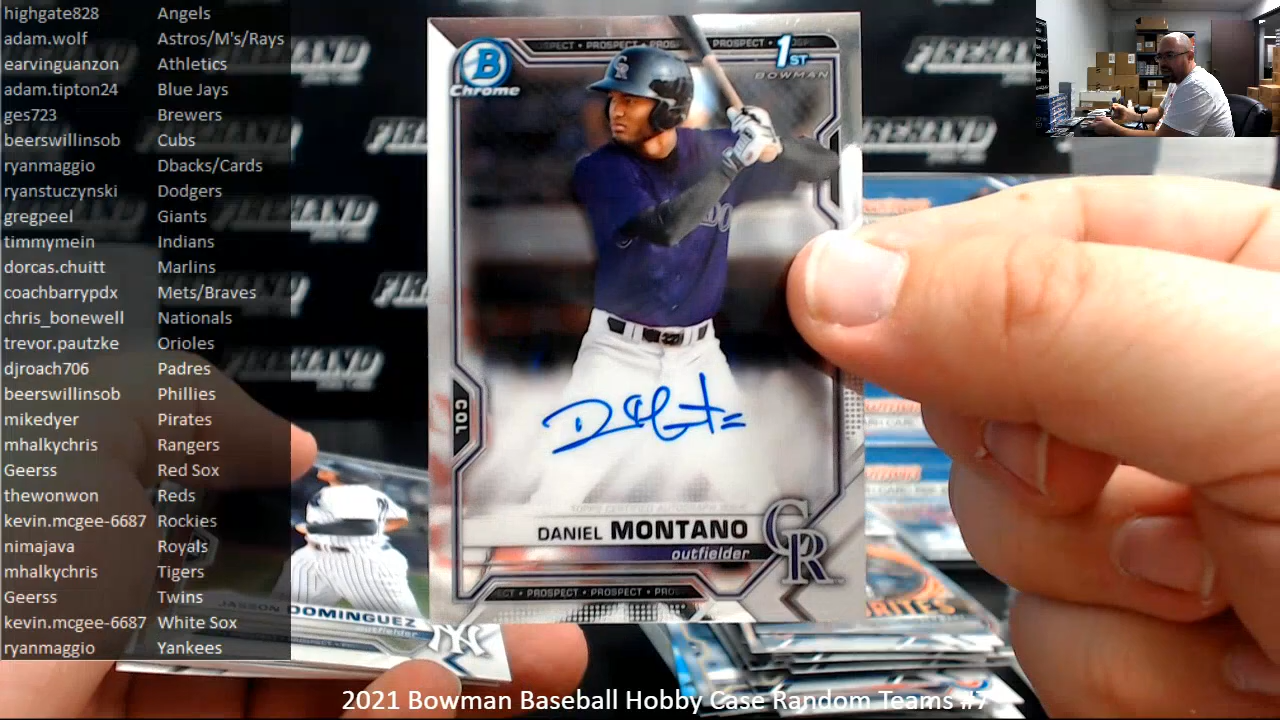 highgate828 Angels
adam.wolf Astros/M's/Rays
earvinguanzon Athletics
adam.tipton24 Blue Jays
ges723 Brewers
beerswillinsob Cubs
ryanmaggio Dbacks/Cards
ryanstuczynski Dodgers
gregpeel Giants
timmymein Indians
dorcas.chuitt Marlins
coachbarrypdx Mets/Braves
chris_bonewell Nationals
trevor.pautzke Orioles
djroach706 Padres
beerswillinsob Phillies
mikedyer Pirates
mhalkychris Rangers
Geerss Red Sox
thewonwon Reds
kevin.mcgee-6687 Rockies
nimajava Royals
mhalkychris Tigers
Geerss Twins
kevin.mcgee-6687 White Sox
ryanmaggio Yankees
PROSPECT • PROSPECT
B
Chrome
1ST
BOWMAN
CR
COL
DANIEL MONTANO
outfielder
CR
PROSPECT • PROSPECT
FIREHAND
JASSON DOMINGUEZ
outfielder
NY
2021 Bowman Baseball Hobby Case Random Teams #7